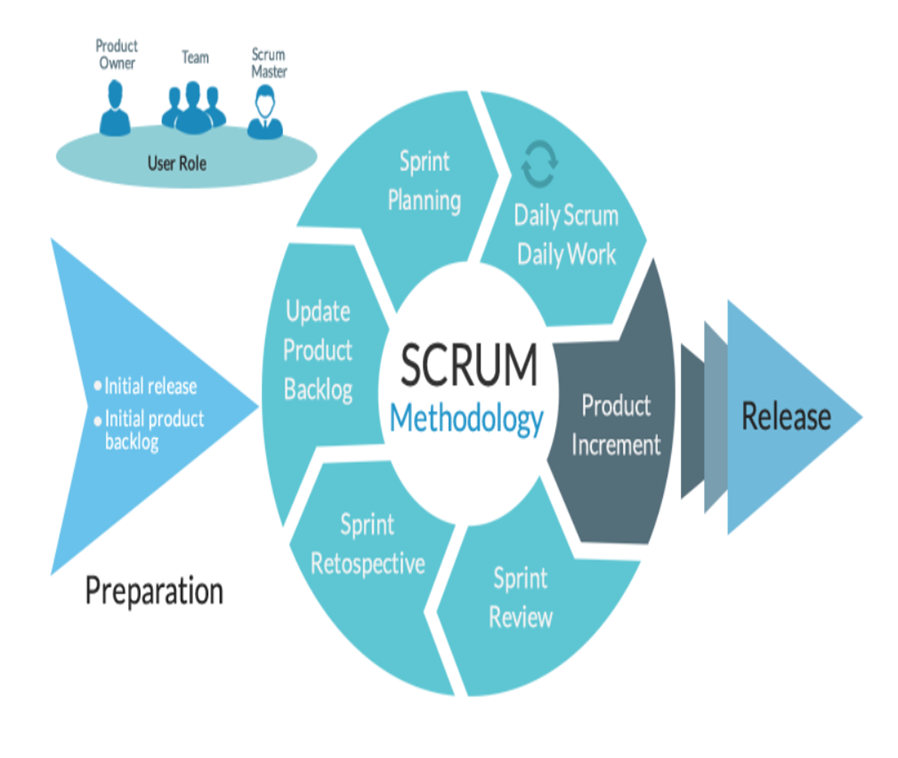 Product
Owner
Team
Scrum
Master
User Role
Initial release
Initial product
backlog
Preparation
Sprint
Planning
Daily Scrum
Daily Work
Update
Product
Backlog
SCRUM
Methodology
Product
Increment
Sprint
Retospective
Sprint
Review
Release